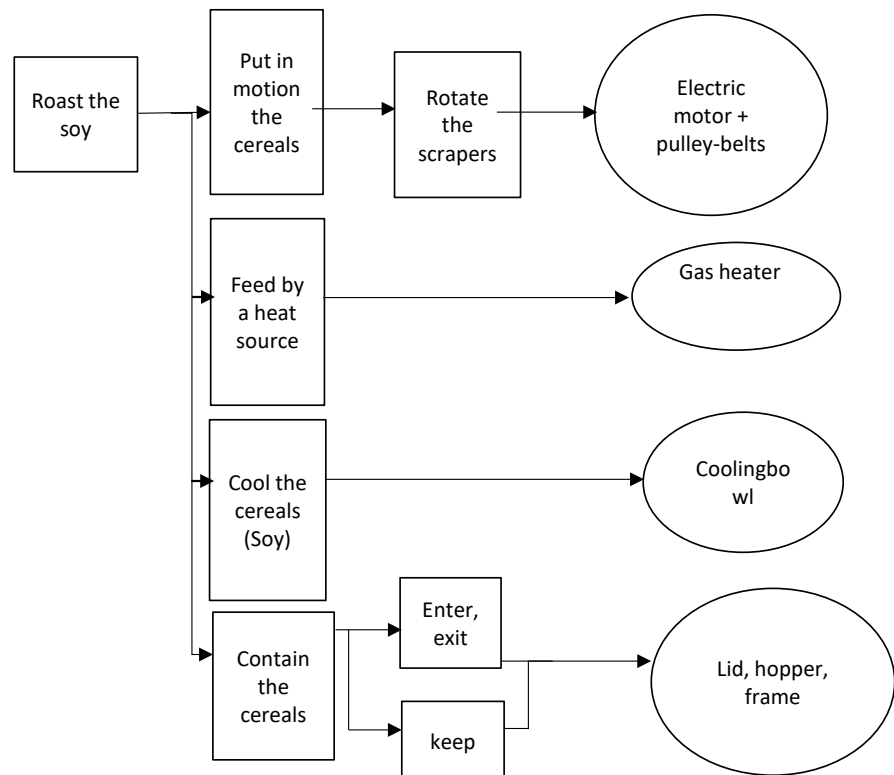 Roast the
soy
Put in
motion
the
cereals
Rotate
the
scrapers
Electric
motor +
pulley-belts
Feed by
a heat
source
Gas heater
Cool the
cereals
(Soy)
Coolingbo
wl
Contain
the
cereals
Enter,
exit
keep
Lid, hopper,
frame